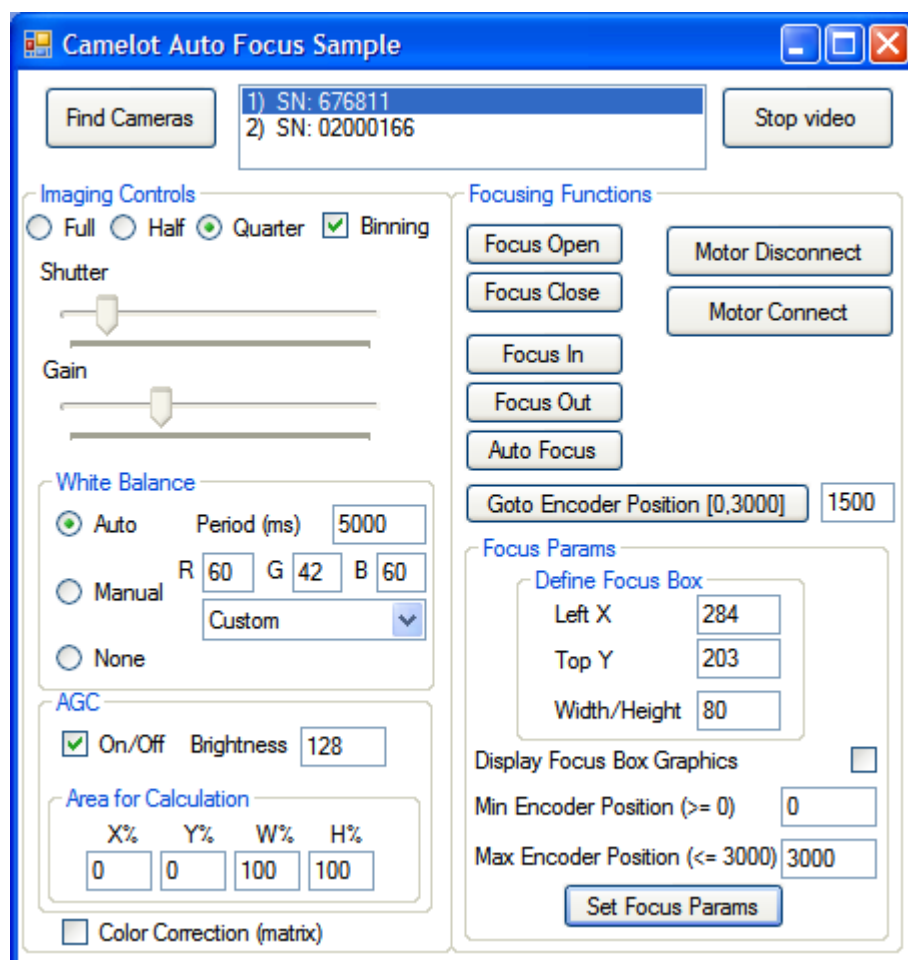 Camelot Auto Focus Sample
Find Cameras
1) SN: 676811
2) SN: 02000166
Stop video
Imaging Controls
Full Half Quarter Binning
Shutter
Gain
White Balance
Auto Period (ms) 5000
R 60 G 42 B 60
Manual
Custom
None
AGC
On/Off Brightness 128
Area for Calculation
X% Y% W% H%
0 0 100 100
Color Correction (matrix)
Focusing Functions
Focus Open
Motor Disconnect
Focus Close
Motor Connect
Focus In
Focus Out
Auto Focus
Goto Encoder Position [0,3000] 1500
Focus Params
Define Focus Box
Left X 284
Top Y 203
Width/Height 80
Display Focus Box Graphics
Min Encoder Position (>= 0) 0
Max Encoder Position (<= 3000) 3000
Set Focus Params